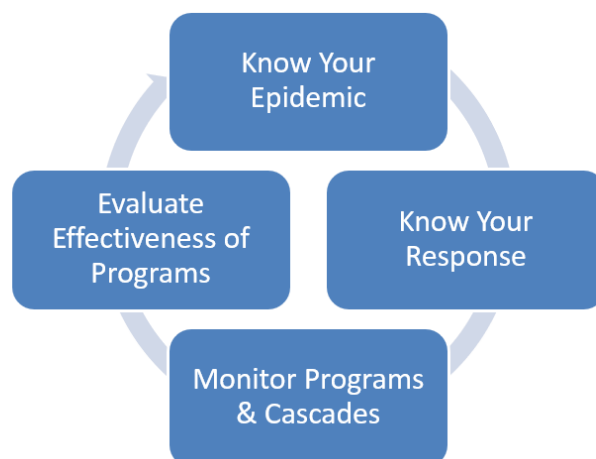 Know Your
Epidemic
Know Your
Response
Monitor Programs
& Cascades
Evaluate
Effectiveness of
Programs